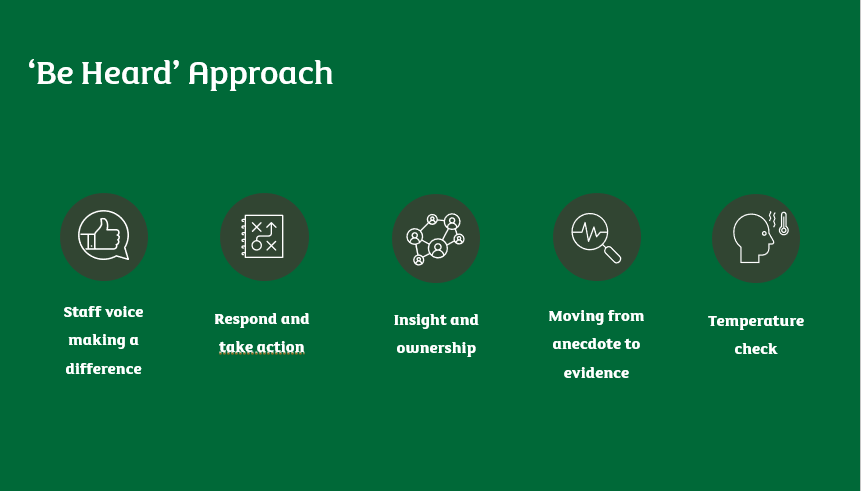 ‘Be Heard’ Approach
Staff voice
making a
difference
Respond and
take action
Insight and
ownership
Moving from
anecdote to
evidence
Temperature
check